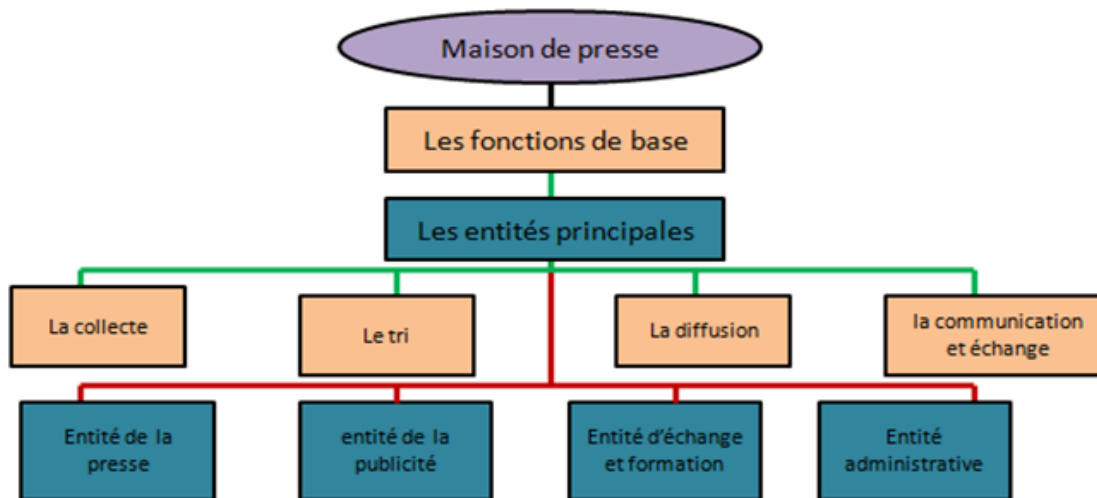 Maison de presse
Les fonctions de base
Les entités principales
La collecte
Le tri
La diffusion
la communication
et échange
Entité de la
presse
entité de la
publicité
Entité d'échange
et formation
Entité
administrative